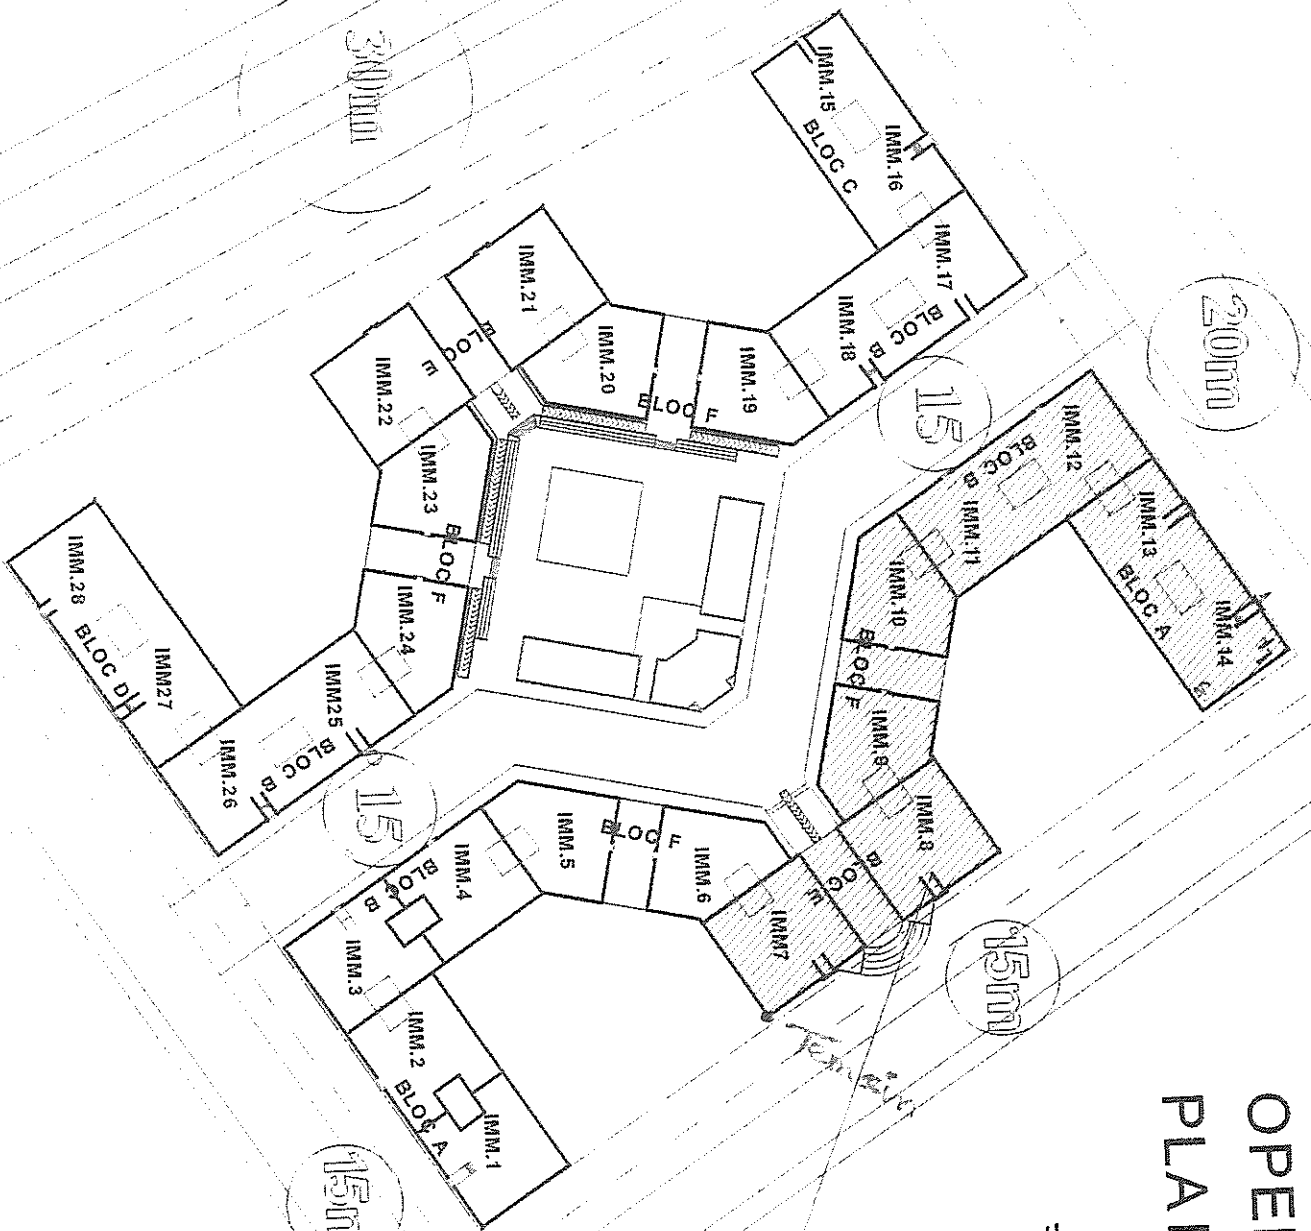 OPE
PLA
30m
20m
15
15m
15
15m
IMM.15
IMM.16
BLOC C
IMM.17
IMM.18
BLOC B
IMM.19
BLOC F
IMM.20
IMM.21
BLOC E
IMM.22
IMM.23
BLOC F
IMM.24
IMM25
IMM.26
BLOC B
IMM27
IMM.28
BLOC D
IMM.12
IMM.11
BLOC B
IMM.13
IMM.14
BLOC A
IMM.10
BLOC F
IMM.9
IMM.8
BLOC E
IMM7
IMM.6
BLOC F
IMM.5
IMM.4
IMM.3
BLOC B
IMM.2
IMM.1
BLOC A